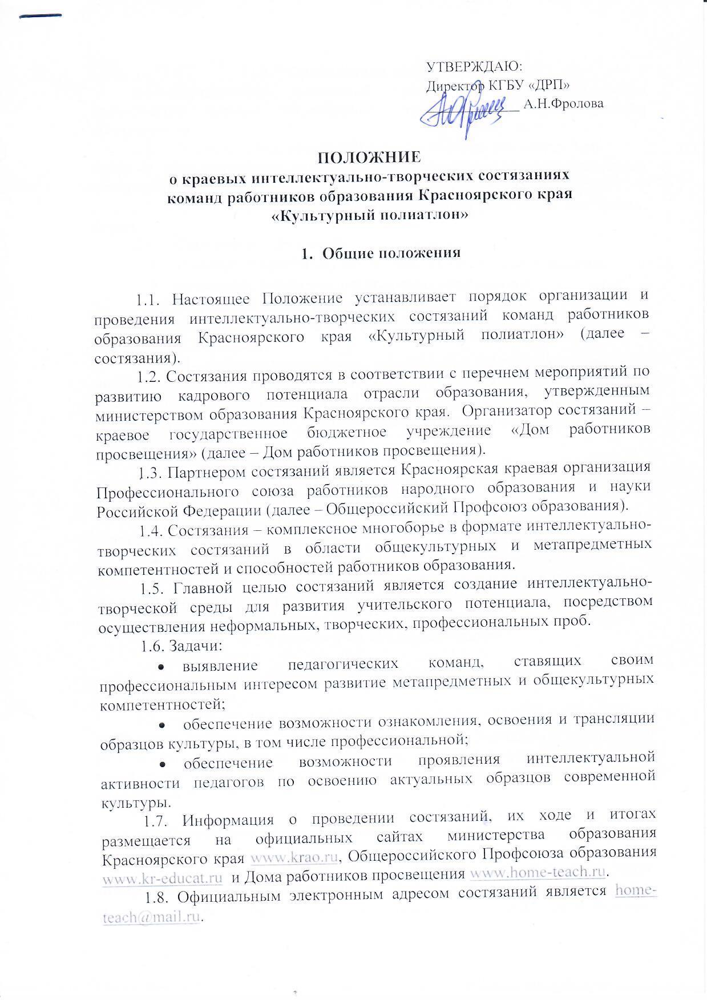 УТВЕРЖДАЮ:
Директор КГБУ «ДРП»
А.Н.Фролова
ПОЛОЖНИЕ
о краевых интеллектуально-творческих состязаниях
команд работников образования Красноярского края
«Культурный полиатлон»
1. Общие положения
1.1. Настоящее Положение устанавливает порядок организации и
проведения интеллектуально-творческих состязаний команд работников
образования Красноярского края «Культурный полиатлон» (далее –
состязания).
1.2. Состязания проводятся в соответствии с перечнем мероприятий по
развитию кадрового потенциала отрасли образования, утвержденным
министерством образования Красноярского края. Организатор состязаний –
краевое государственное бюджетное учреждение «Дом работников
просвещения» (далее – Дом работников просвещения).
1.3. Партнером состязаний является Красноярская краевая организация
Профессионального союза работников народного образования и науки
Российской Федерации (далее – Общероссийский Профсоюз образования).
1.4. Состязания – комплексное многоборье в формате интеллектуально-
творческих состязаний в области общекультурных и метапредметных
компетентностей и способностей работников образования.
1.5. Главной целью состязаний является создание интеллектуально-
творческой среды для развития учительского потенциала, посредством
осуществления неформальных, творческих, профессиональных проб.
1.6. Задачи:
• выявление педагогических команд, ставящих своим
профессиональным интересом развитие метапредметных и общекультурных
компетентностей;
• обеспечение возможности ознакомления, освоения и трансляции
образцов культуры, в том числе профессиональной;
• обеспечение возможности проявления интеллектуальной
активности педагогов по освоению актуальных образцов современной
культуры.
1.7. Информация о проведении состязаний, их ходе и итогах
размещается на официальных сайтах министерства образования
Красноярского края www.krao.ru, Общероссийского Профсоюза образования
www.kr-educat.ru и Дома работников просвещения www.home-teach.ru.
1.8. Официальным электронным адресом состязаний является home-
teach@mail.ru.